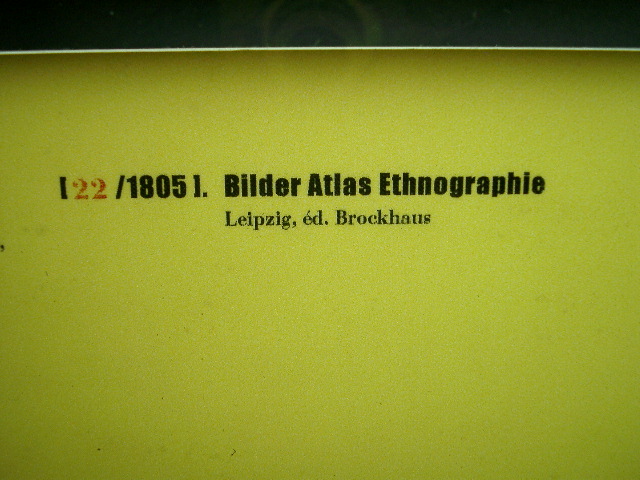 [ 22 /1805 ]. Bilder Atlas Ethnographie
Leipzig, éd. Brockhaus
,